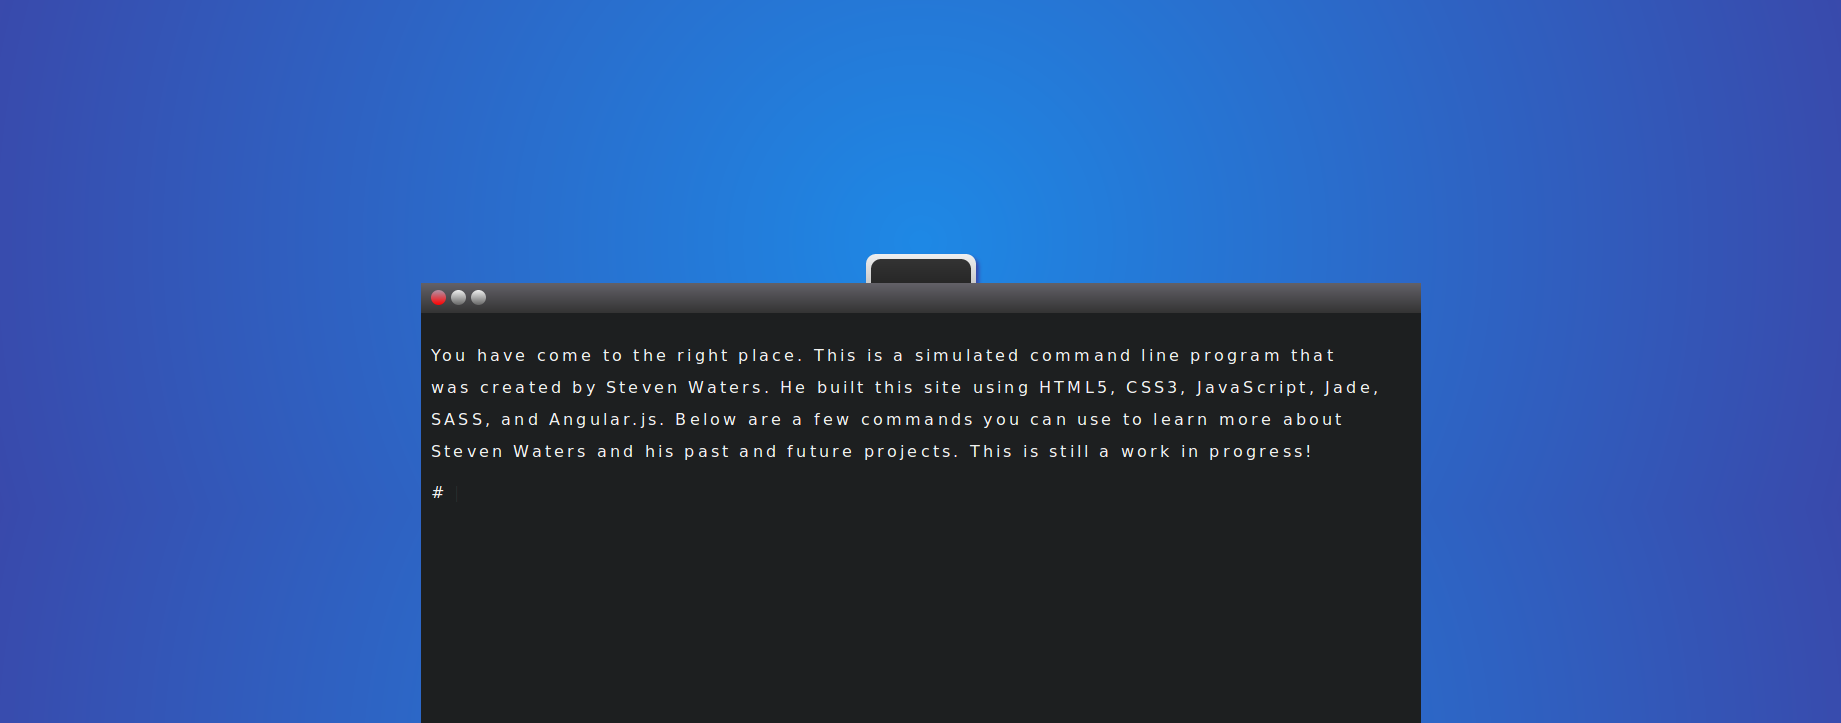 You have come to the right place. This is a simulated command line program that
was created by Steven Waters. He built this site using HTML5, CSS3, JavaScript, Jade,
SASS, and Angular.js. Below are a few commands you can use to learn more about
Steven Waters and his past and future projects. This is still a work in progress!
#